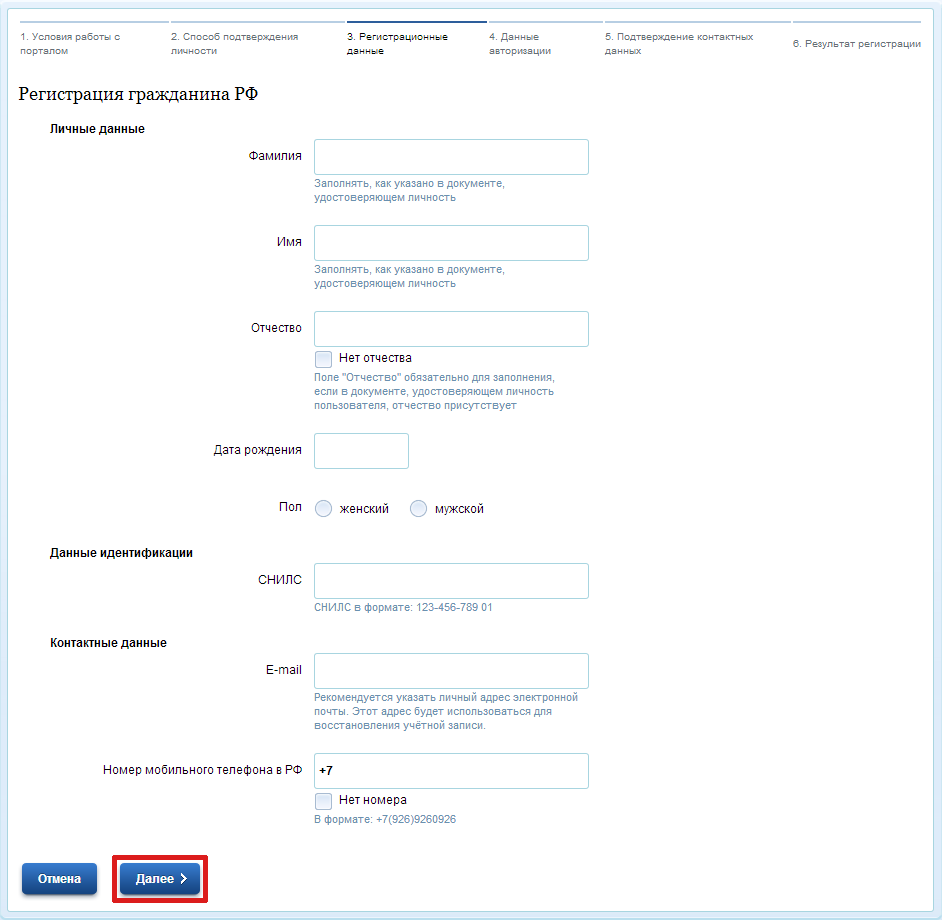 1. Условия работы с
порталом
2. Способ подтверждения
личности
3. Регистрационные
данные
4. Данные
авторизации
5. Подтверждение контактных
данных
6. Результат регистрации
Регистрация гражданина РФ
Личные данные
Фамилия
Заполнять, как указано в документе,
удостоверяющем личность
Имя
Заполнять, как указано в документе,
удостоверяющем личность
Отчество
Нет отчества
Поле "Отчество" обязательно для заполнения,
если в документе, удостоверяющем личность
пользователя, отчество присутствует
Дата рождения
Пол
женский
мужской
Данные идентификации
СНИЛС
СНИЛС в формате: 123-456-789 01
Контактные данные
E-mail
Рекомендуется указать личный адрес электронной
почты. Этот адрес будет использоваться для
восстановления учётной записи.
Номер мобильного телефона в РФ
+7
Нет номера
В формате: +7(926)9260926
Отмена
Далее